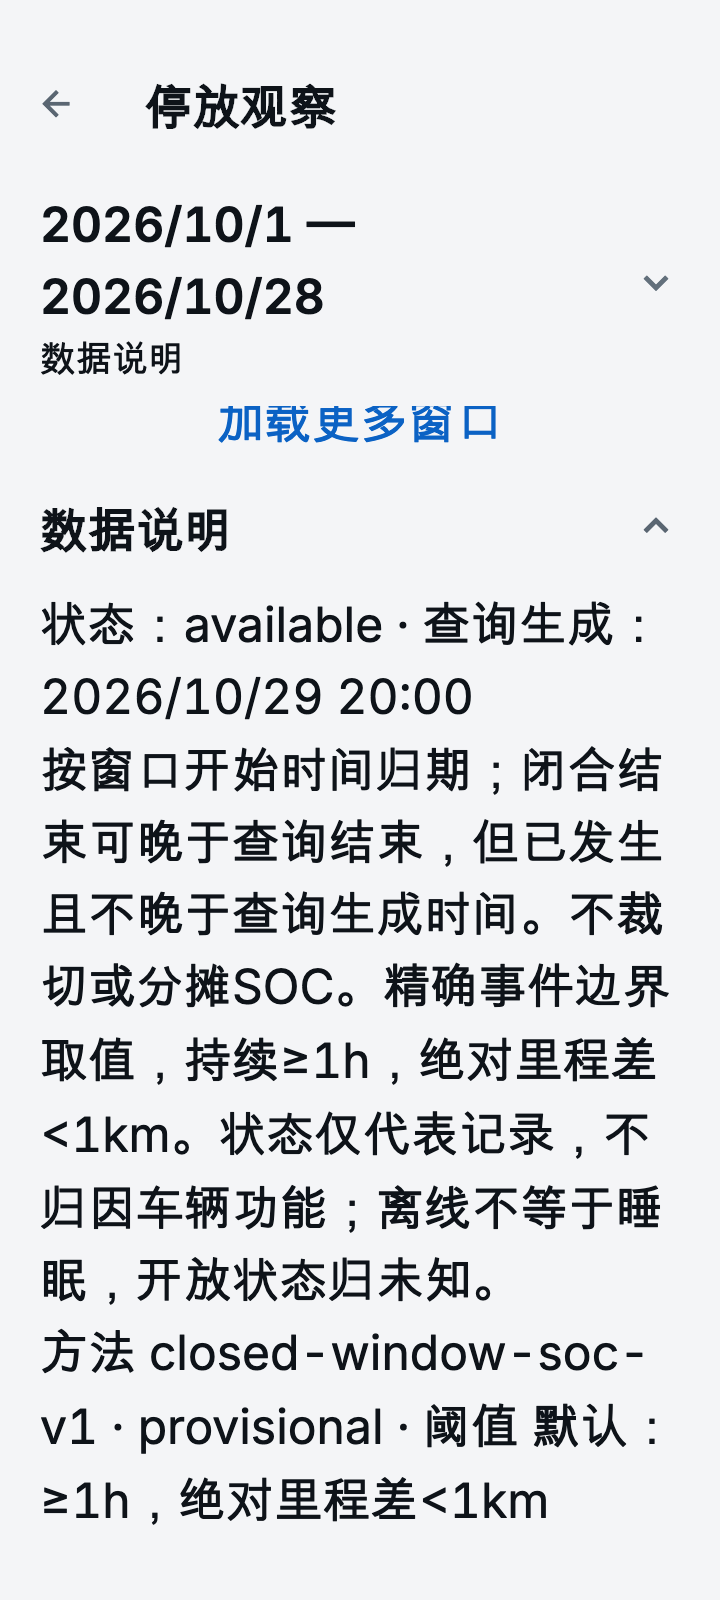 停放观察
2026/10/1 —
2026/10/28
数据说明
加载更多窗口
数据说明
状态：available · 查询生成：
2026/10/29 20:00
按窗口开始时间归期；闭合结
束可晚于查询结束，但已发生
且不晚于查询生成时间。不裁
切或分摊SOC。精确事件边界
取值，持续≥1h，绝对里程差
<1km。状态仅代表记录，不
归因车辆功能；离线不等于睡
眠，开放状态归未知。
方法 closed-window-soc-
v1 · provisional · 阈值 默认：
≥1h，绝对里程差<1km